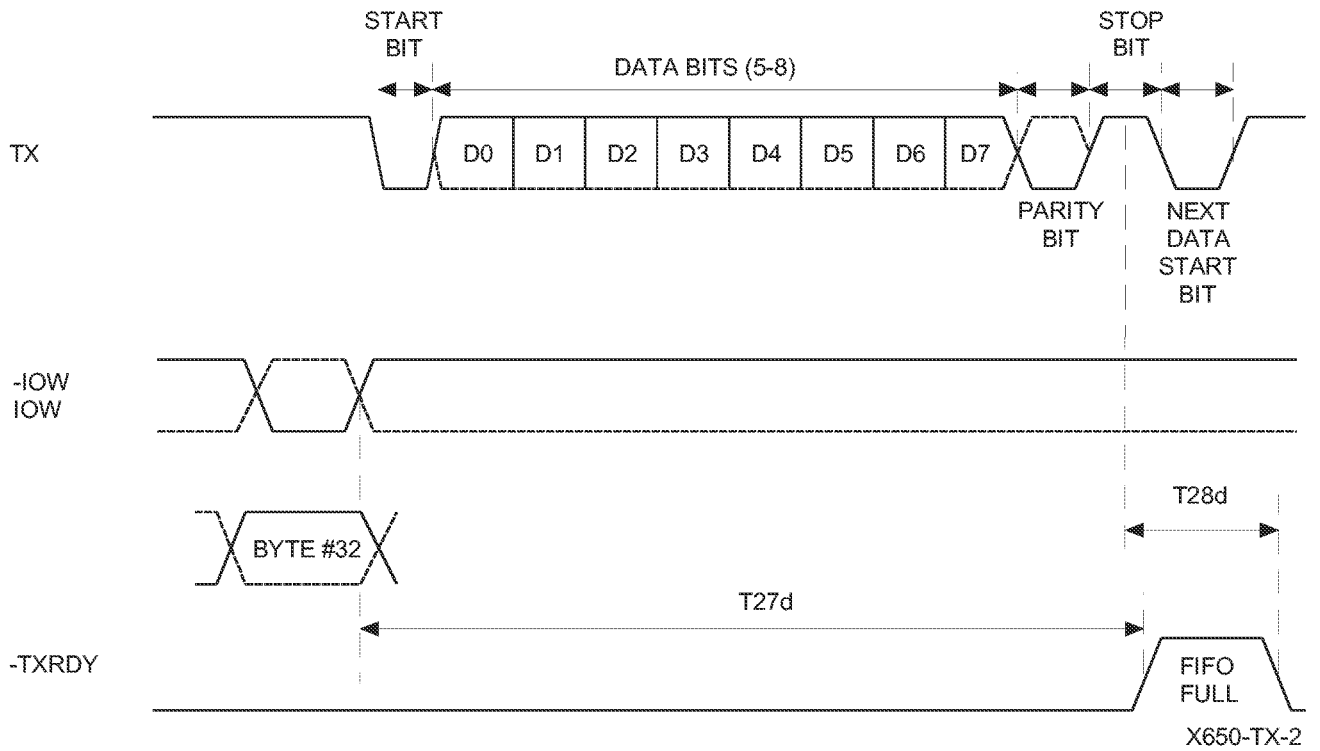 START
BIT
STOP
BIT
DATA BITS (5-8)
TX
D0 D1 D2 D3 D4 D5 D6 D7
PARITY
BIT
NEXT
DATA
START
BIT
-IOW
IOW
T28d
BYTE #32
T27d
-TXRDY
FIFO
FULL
X650-TX-2